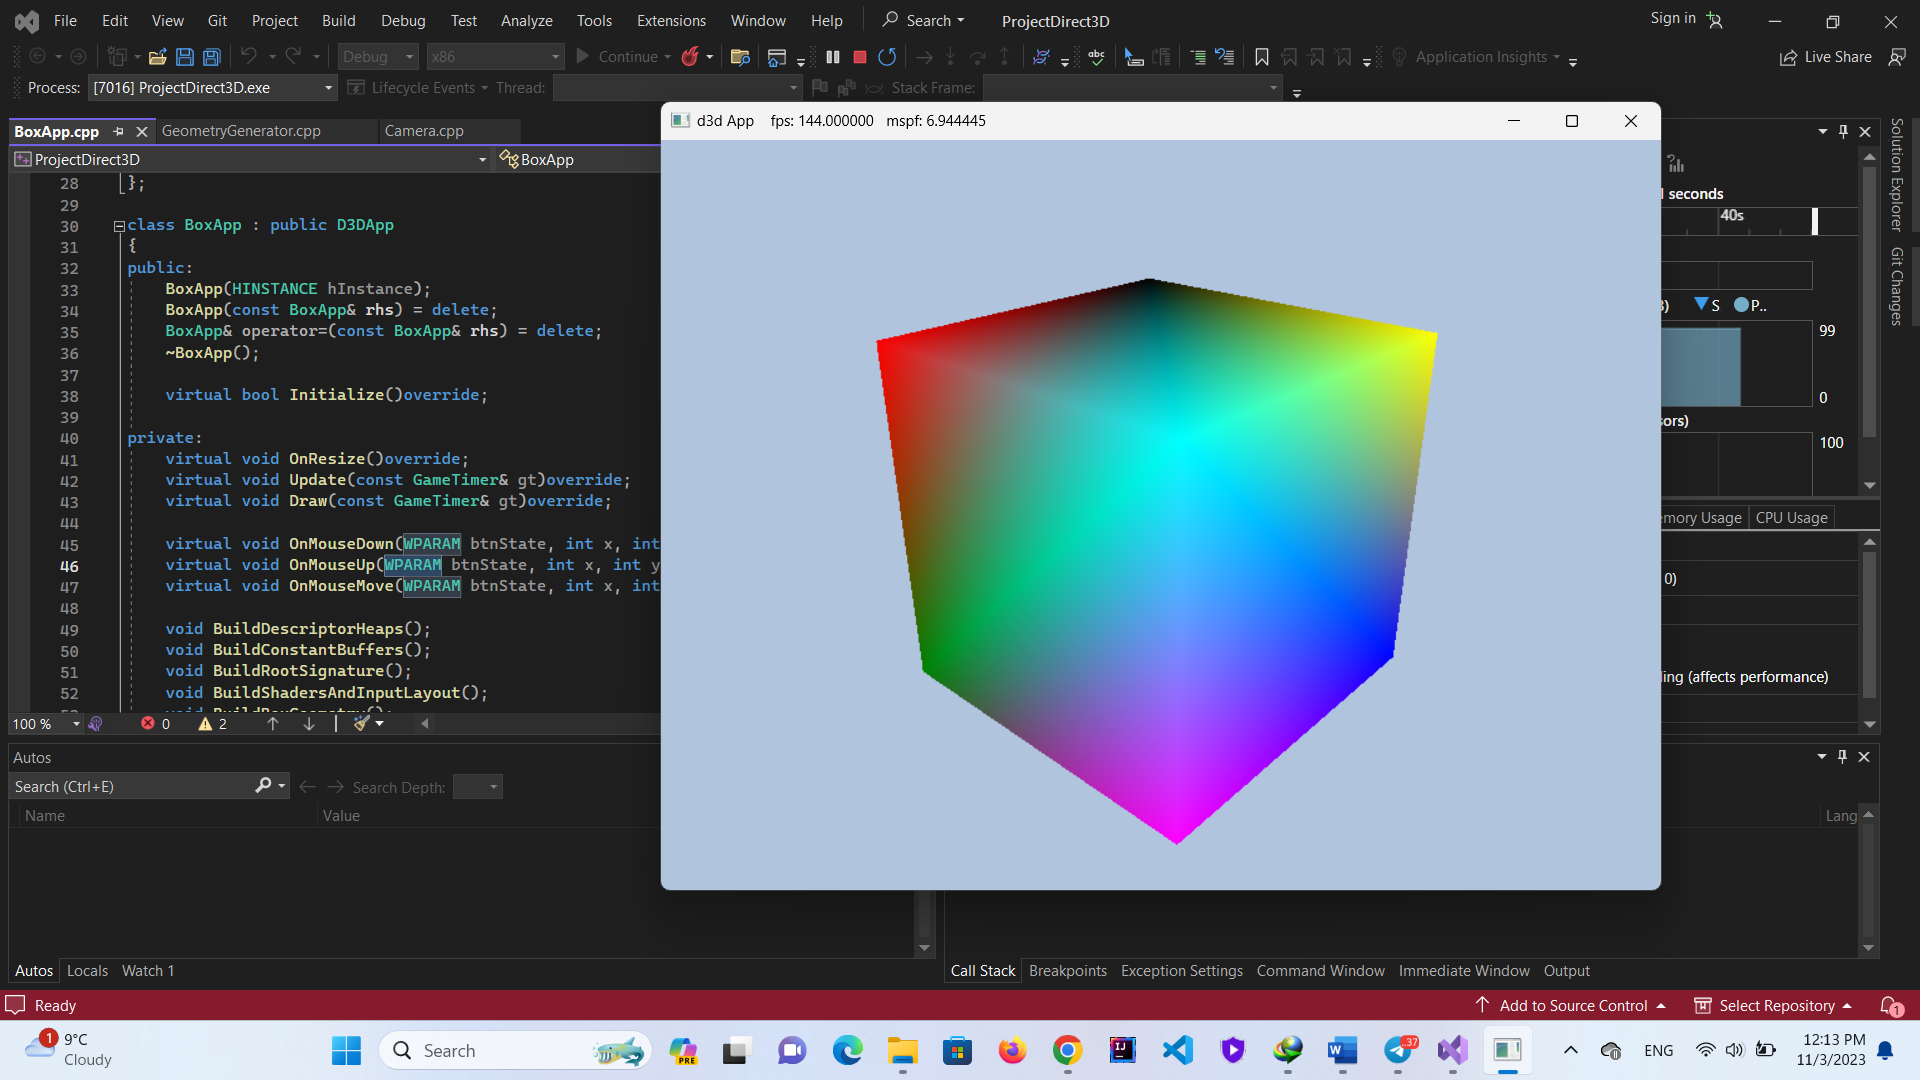 File Edit View Git Project Build Debug Test Analyze Tools Extensions Window Help Search ProjectDirect3D Sign in
Debug x86 Continue abc Application Insights Live Share
Process: [7016] ProjectDirect3D.exe Lifecycle Events Thread: Stack Frame:
BoxApp.cpp GeometryGenerator.cpp Camera.cpp
ProjectDirect3D BoxApp
28 };
29
30 class BoxApp : public D3DApp
31 {
32 public:
33 BoxApp(HINSTANCE hInstance);
34 BoxApp(const BoxApp& rhs) = delete;
35 BoxApp& operator=(const BoxApp& rhs) = delete;
36 ~BoxApp();
37
38 virtual bool Initialize()override;
39
40 private:
41 virtual void OnResize()override;
42 virtual void Update(const GameTimer& gt)override;
43 virtual void Draw(const GameTimer& gt)override;
44
45 virtual void OnMouseDown(WPARAM btnState, int x, int
46 virtual void OnMouseUp(WPARAM btnState, int x, int y
47 virtual void OnMouseMove(WPARAM btnState, int x, int
48
49 void BuildDescriptorHeaps();
50 void BuildConstantBuffers();
51 void BuildRootSignature();
52 void BuildShadersAndInputLayout();
100 % 0 2
d3d App fps: 144.000000 mspf: 6.944445
seconds
40s
S P..
99
0
sors)
100
emory Usage CPU Usage
0)
ling (affects performance)
Solution Explorer
Git Changes
Autos
Search (Ctrl+E) Search Depth:
Name Value
Lang
Autos Locals Watch 1
Call Stack Breakpoints Exception Settings Command Window Immediate Window Output
Ready Add to Source Control Select Repository 1
1 9°C
Cloudy
Search
PRE
IJ
W
..37
ENG
12:13 PM
11/3/2023